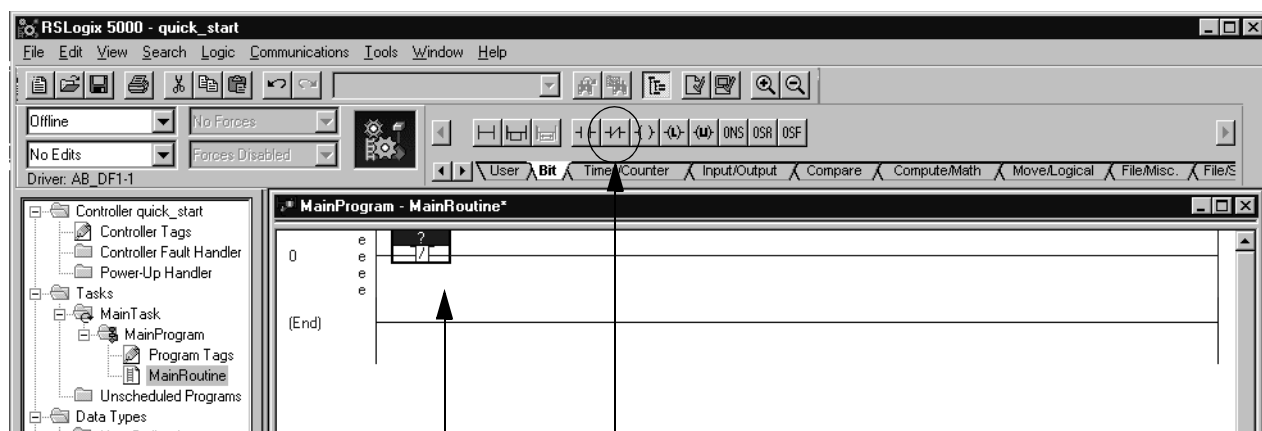 RSLogix 5000 - quick_start
File Edit View Search Logic Communications Tools Window Help
Offline
No Forces
No Edits
Forces Disabled
Driver: AB_DF1-1
ONS OSR OSF
User Bit Timer/Counter Input/Output Compare Compute/Math Move/Logical File/Misc. File/S
Controller quick_start
Controller Tags
Controller Fault Handler
Power-Up Handler
Tasks
MainTask
MainProgram
Program Tags
MainRoutine
Unscheduled Programs
Data Types
MainProgram - MainRoutine*
?
0
e
e
e
e
(End)